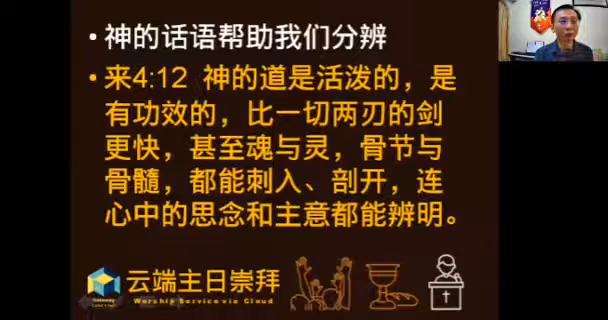 • 神的话语帮助我们分辨
• 来4:12 神的道是活泼的，是
有功效的，比一切两刃的剑
更快，甚至魂与灵，骨节与
骨髓，都能刺入、剖开，连
心中的思念和主意都能辨明。
云端主日崇拜
Worship Service via Cloud
Gateway